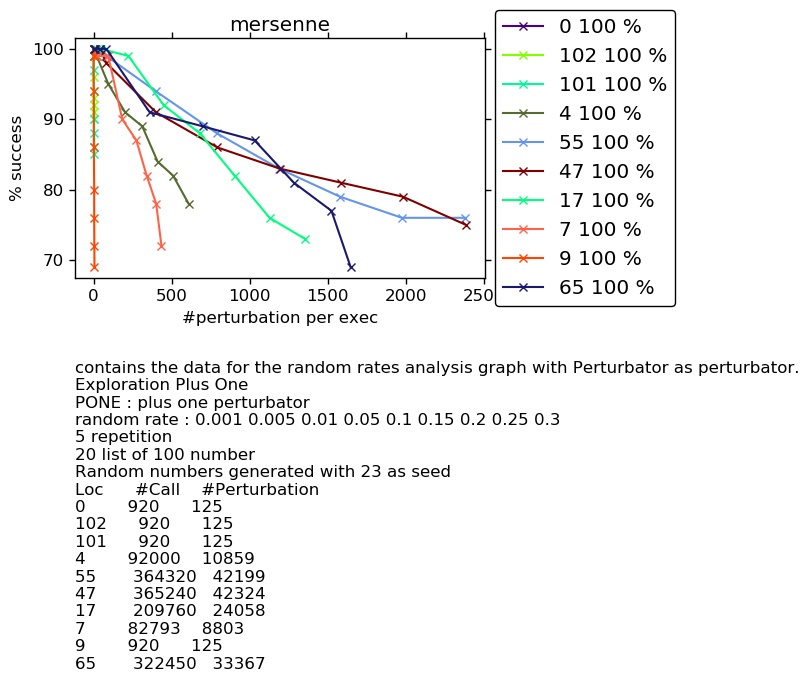 mersenne
100
90
80
70
% success
0 500 1000 1500 2000 250
#perturbation per exec
0 100 %
102 100 %
101 100 %
4 100 %
55 100 %
47 100 %
17 100 %
7 100 %
9 100 %
65 100 %
contains the data for the random rates analysis graph with Perturbator as perturbator.
Exploration Plus One
PONE : plus one perturbator
random rate : 0.001 0.005 0.01 0.05 0.1 0.15 0.2 0.25 0.3
5 repetition
20 list of 100 number
Random numbers generated with 23 as seed
Loc #Call #Perturbation
0 920 125
102 920 125
101 920 125
4 92000 10859
55 364320 42199
47 365240 42324
17 209760 24058
7 82793 8803
9 920 125
65 322450 33367